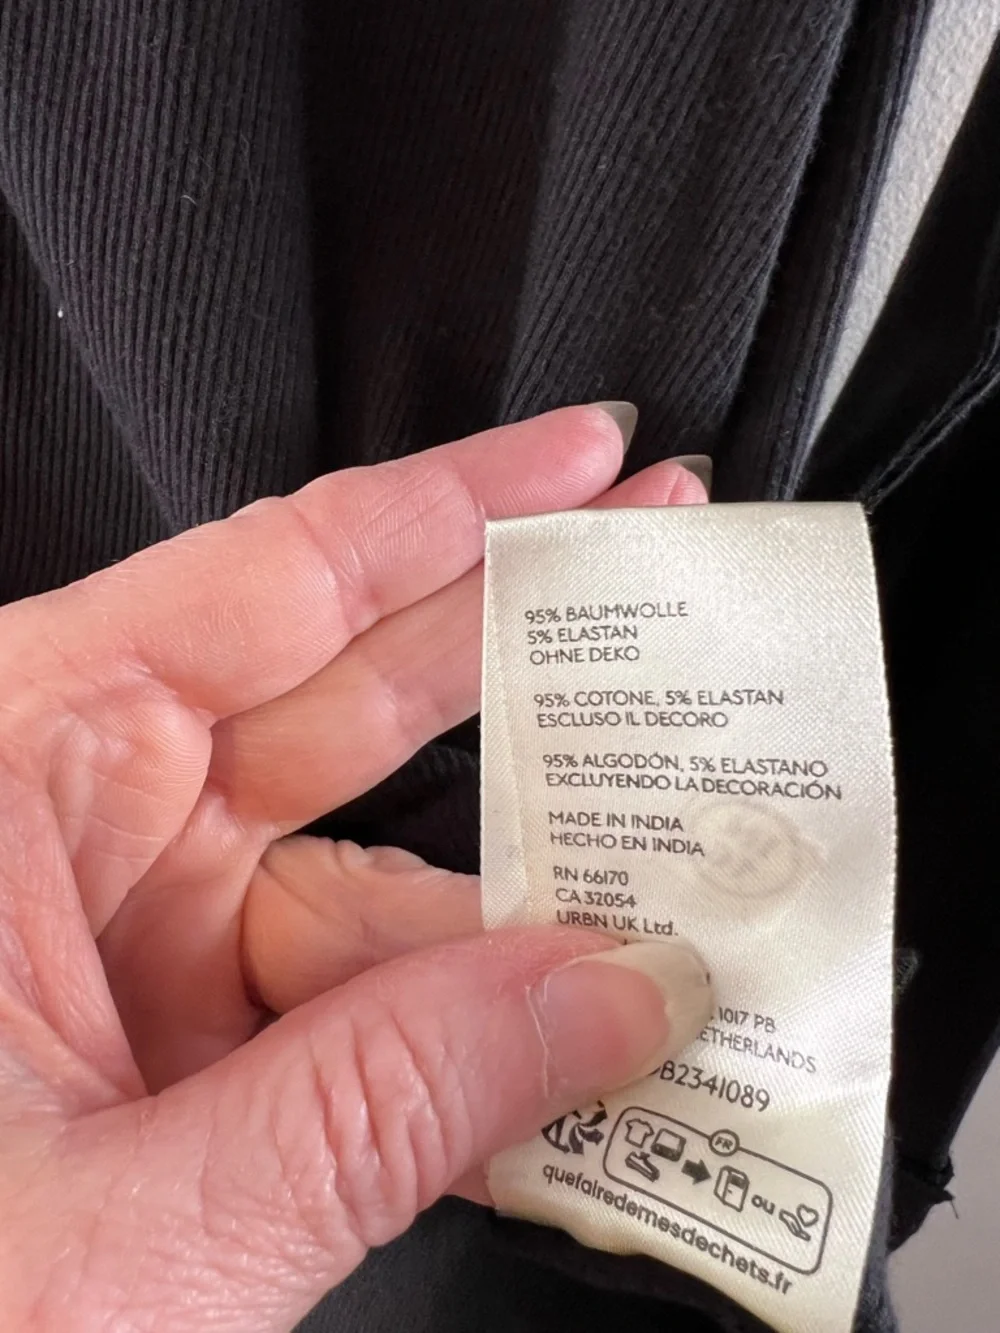 95% BAUMWOLLE
5% ELASTAN
OHNE DEKO
95% COTONE, 5% ELASTAN
ESCLUSO IL DECORO
95% ALGODÓN, 5% ELASTANO
EXCLUYENDO LA DECORACIÓN
MADE IN INDIA
HECHO EN INDIA
RN 66170
CA 32054
URBN UK Ltd.
1017 PB
ETHERLANDS
B2341089
FR
ou
quefairedemesdechets.fr